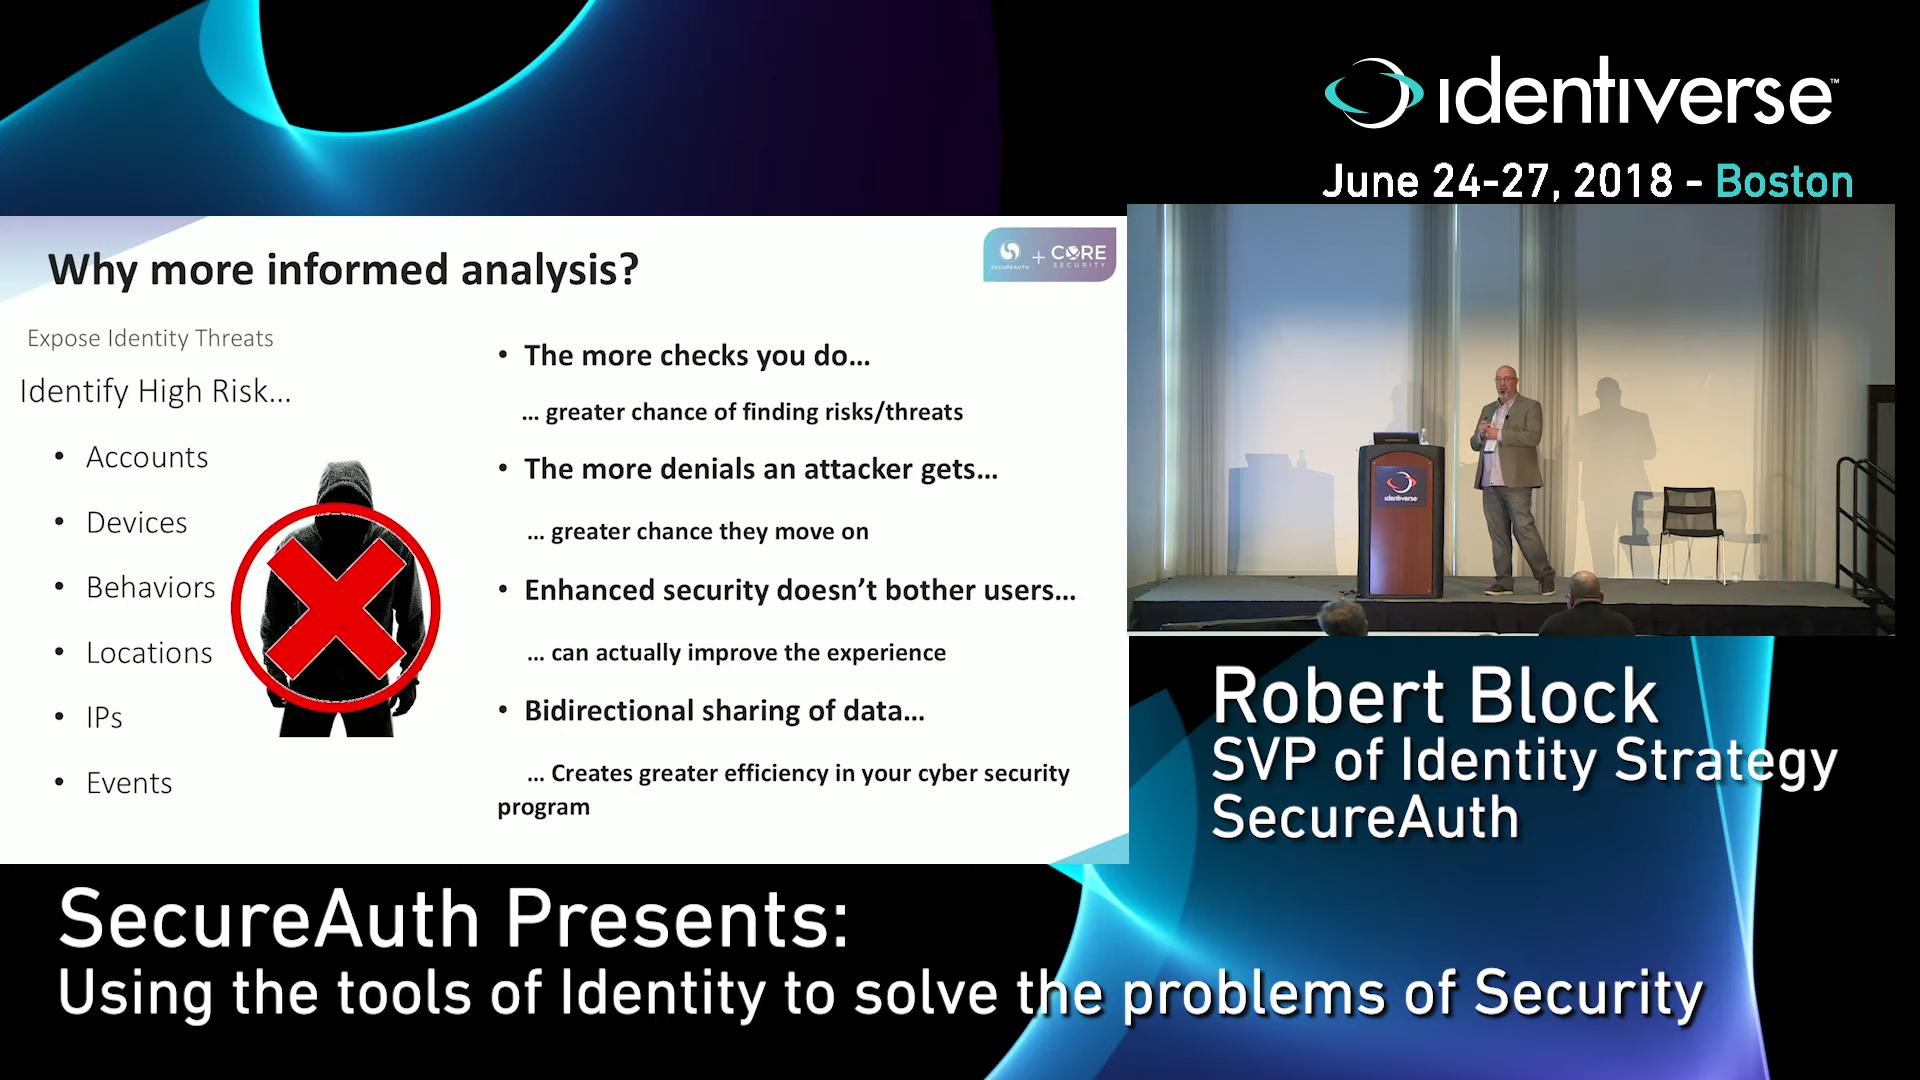 identiverse™
June 24-27, 2018 - Boston
Why more informed analysis?
SECUREAUTH + CORE SECURITY
Expose Identity Threats
Identify High Risk...
• Accounts
• Devices
• Behaviors
• Locations
• IPs
• Events
• The more checks you do...
... greater chance of finding risks/threats
• The more denials an attacker gets...
... greater chance they move on
• Enhanced security doesn’t bother users...
... can actually improve the experience
• Bidirectional sharing of data...
... Creates greater efficiency in your cyber security
program
identiverse
Robert Block
SVP of Identity Strategy
SecureAuth
SecureAuth Presents:
Using the tools of Identity to solve the problems of Security